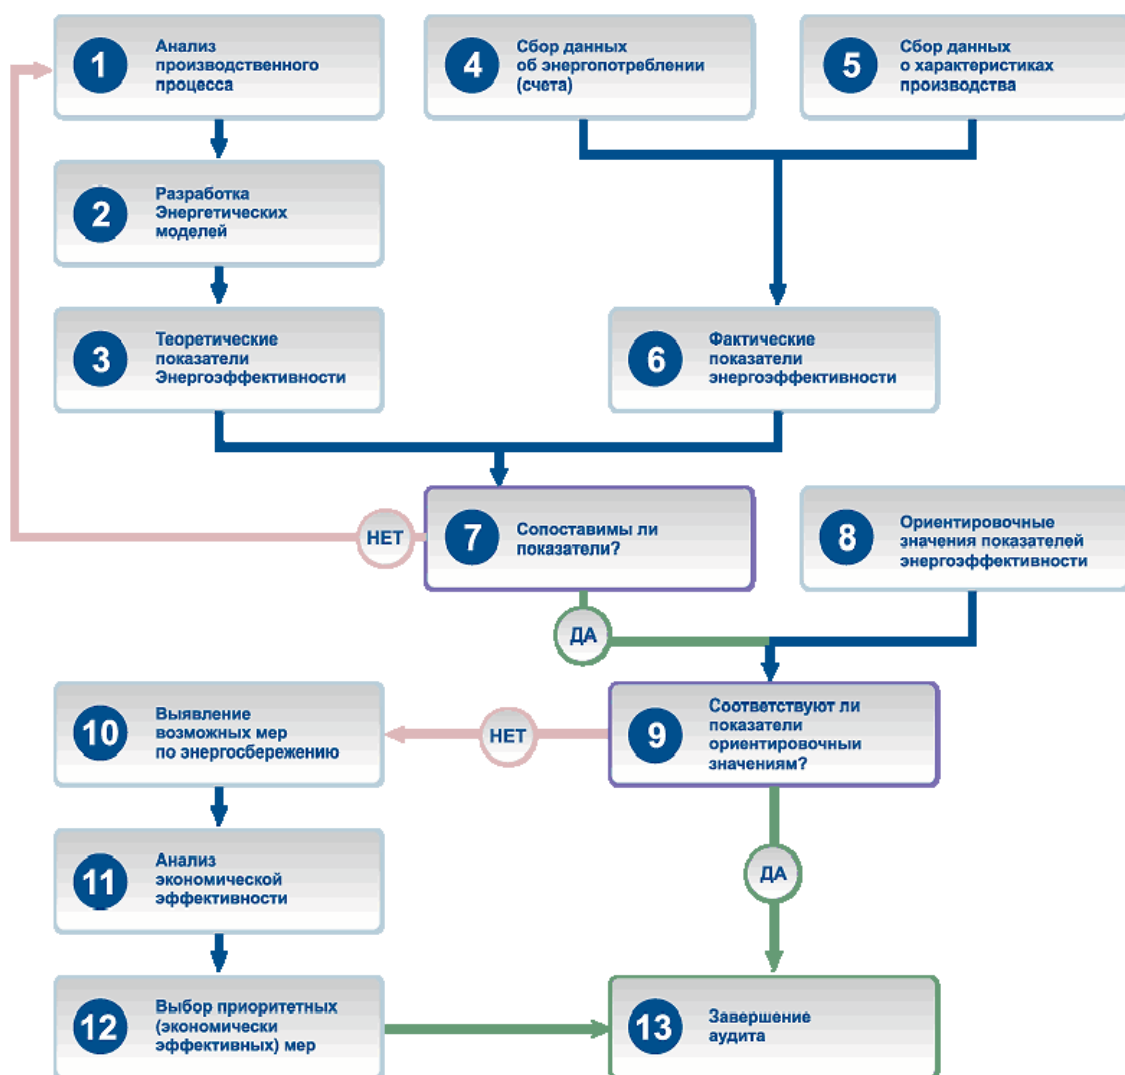 1
Анализ
производственного
процесса
4
Сбор данных
об энергопотреблении
(счета)
5
Сбор данных
о характеристиках
производства
2
Разработка
Энергетических
моделей
3
Теоретические
показатели
Энергоэффективности
6
Фактические
показатели
энергоэффективности
НЕТ
7
Сопоставимы ли
показатели?
8
Ориентировочные
значения показателей
энергоэффективности
ДА
10
Выявление
возможных мер
по энергосбережению
НЕТ
9
Соответствуют ли
показатели
ориентировочным
значениям?
11
Анализ
экономической
эффективности
ДА
12
Выбор приоритетных
(экономически
эффективных) мер
13
Завершение
аудита